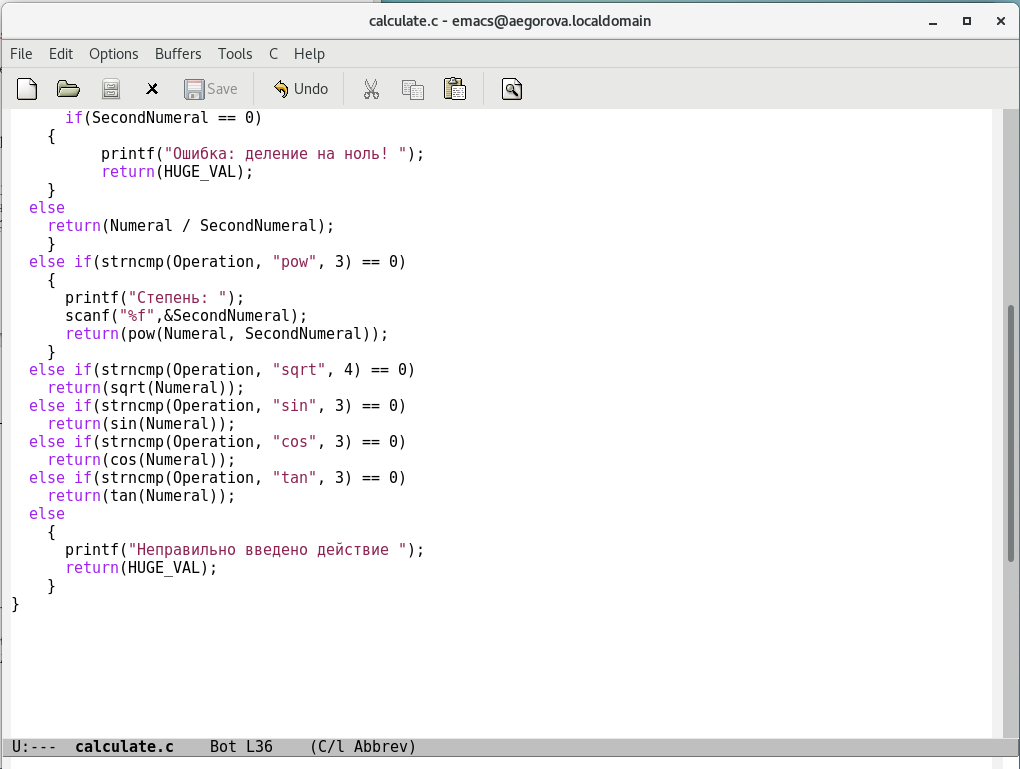 calculate.c - emacs@aegorova.localdomain
File Edit Options Buffers Tools C Help
Save Undo
if(SecondNumeral == 0)
{
printf("Ошибка: деление на ноль! ");
return(HUGE_VAL);
}
else
return(Numeral / SecondNumeral);
}
else if(strncmp(Operation, "pow", 3) == 0)
{
printf("Степень: ");
scanf("%f",&SecondNumeral);
return(pow(Numeral, SecondNumeral));
}
else if(strncmp(Operation, "sqrt", 4) == 0)
return(sqrt(Numeral));
else if(strncmp(Operation, "sin", 3) == 0)
return(sin(Numeral));
else if(strncmp(Operation, "cos", 3) == 0)
return(cos(Numeral));
else if(strncmp(Operation, "tan", 3) == 0)
return(tan(Numeral));
else
{
printf("Неправильно введено действие ");
return(HUGE_VAL);
}
}
U:--- calculate.c Bot L36 (C/l Abbrev)